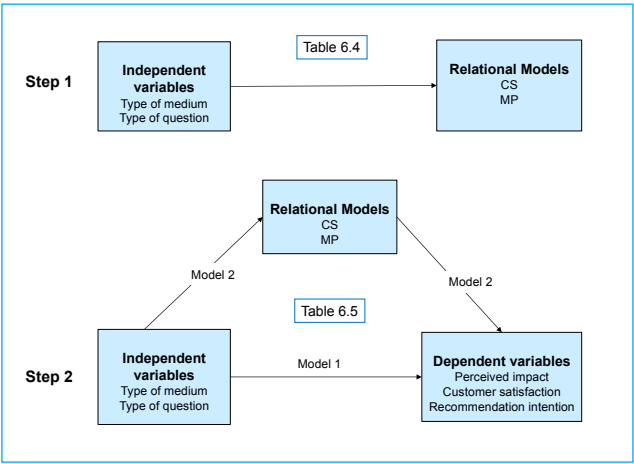 Table 6.4
Step 1
Independent
variables
Type of medium
Type of question
Relational Models
CS
MP
Relational Models
CS
MP
Model 2
Model 2
Table 6.5
Step 2
Independent
variables
Type of medium
Type of question
Model 1
Dependent variables
Perceived impact
Customer satisfaction
Recommendation intention